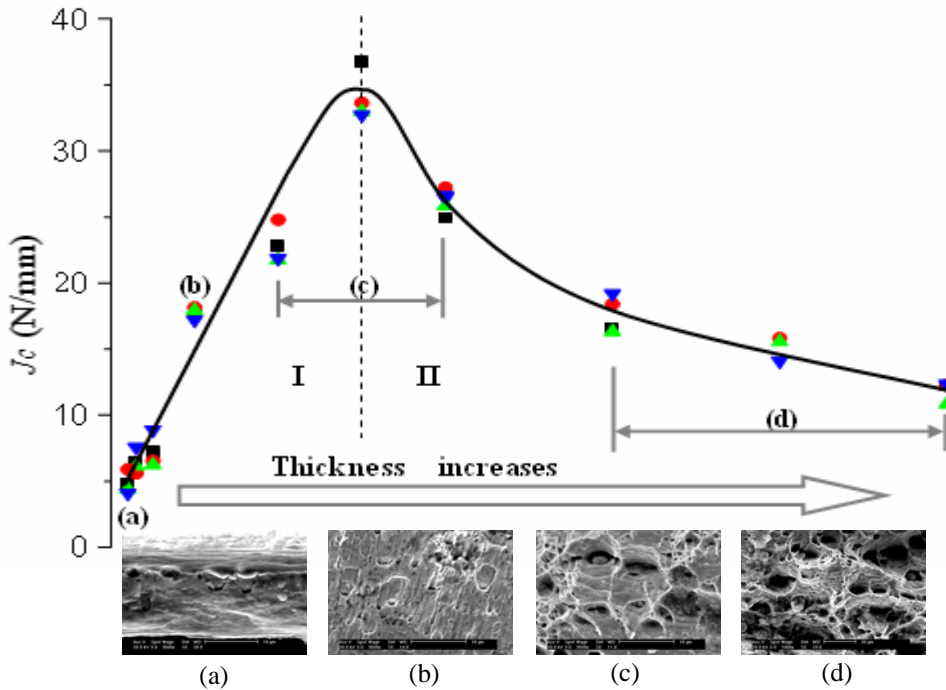 40
30
20
10
0
Jc (N/mm)
(b)
(c)
I II
(d)
Thickness increases
(a)
(a) (b) (c) (d)